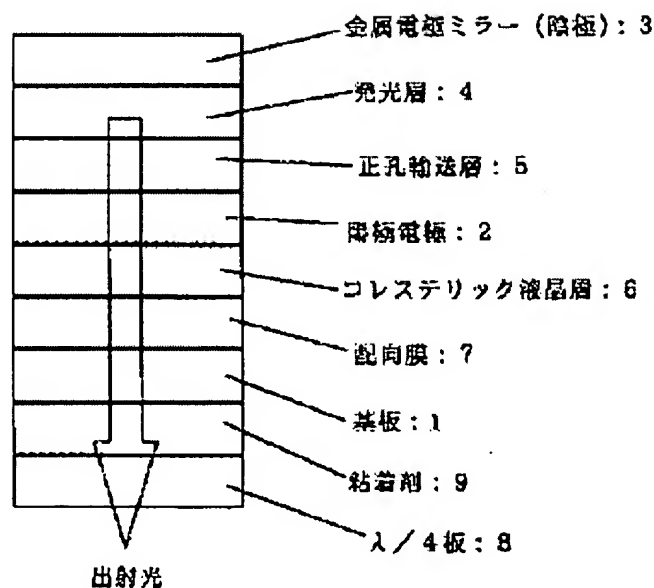 金属電極ミラー(陰極):3
発光層:4
正孔輸送層:5
陽極電極:2
コレステリック液晶層:6
配向膜:7
基板:1
粘着剤:9
λ/4板:8
出射光